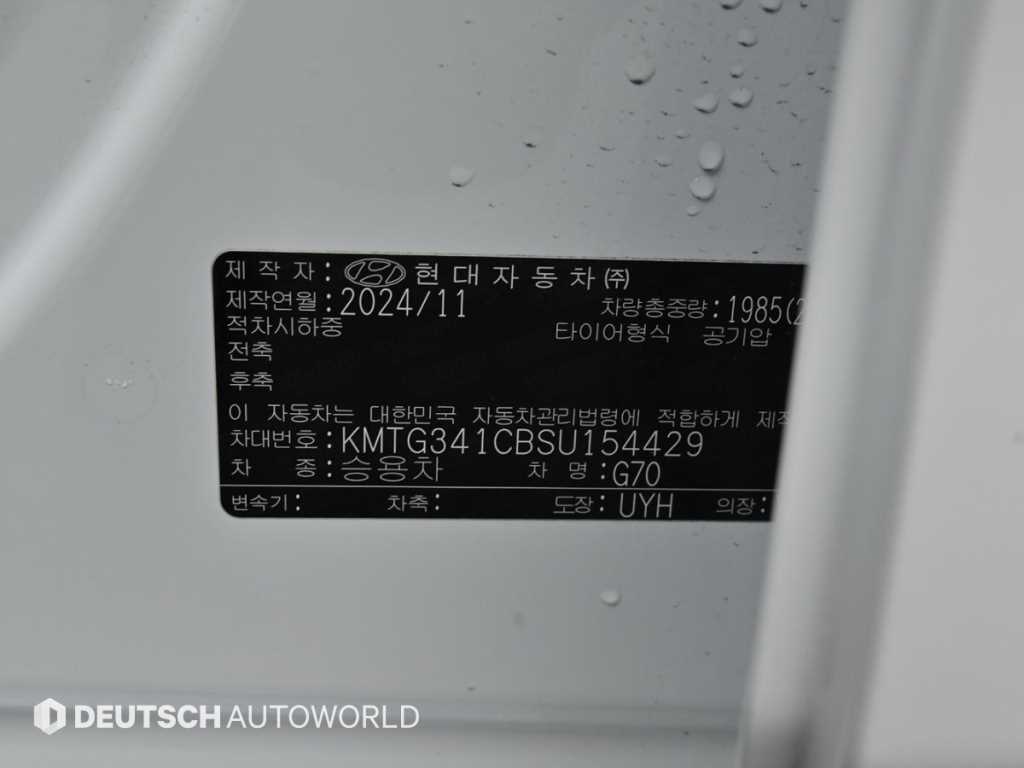 제 작 자 : 현대자동차㈜
제작연월 : 2024/11 차량총중량 : 1985(2
적차시하중 타이어형식 공기압
전축
후축
이 자동차는 대한민국 자동차관리법령에 적합하게 제작
차대번호 : KMTG341CBSU154429
차 종 : 승용차 차 명 : G70
변속기 : 차축 : 도장 : UYH 의장 :
DEUTSCH AUTOWORLD